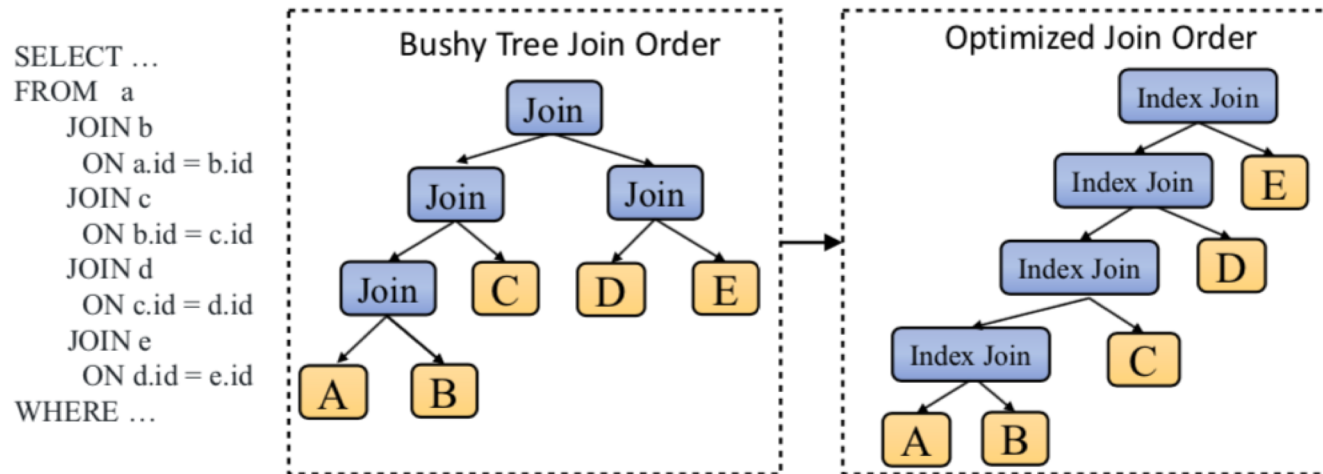 SELECT …
FROM a
JOIN b
ON a.id = b.id
JOIN c
ON b.id = c.id
JOIN d
ON c.id = d.id
JOIN e
ON d.id = e.id
WHERE …
Bushy Tree Join Order
Join
Join
Join
Join
C
D
E
A
B
Optimized Join Order
Index Join
Index Join
E
Index Join
D
Index Join
C
A
B